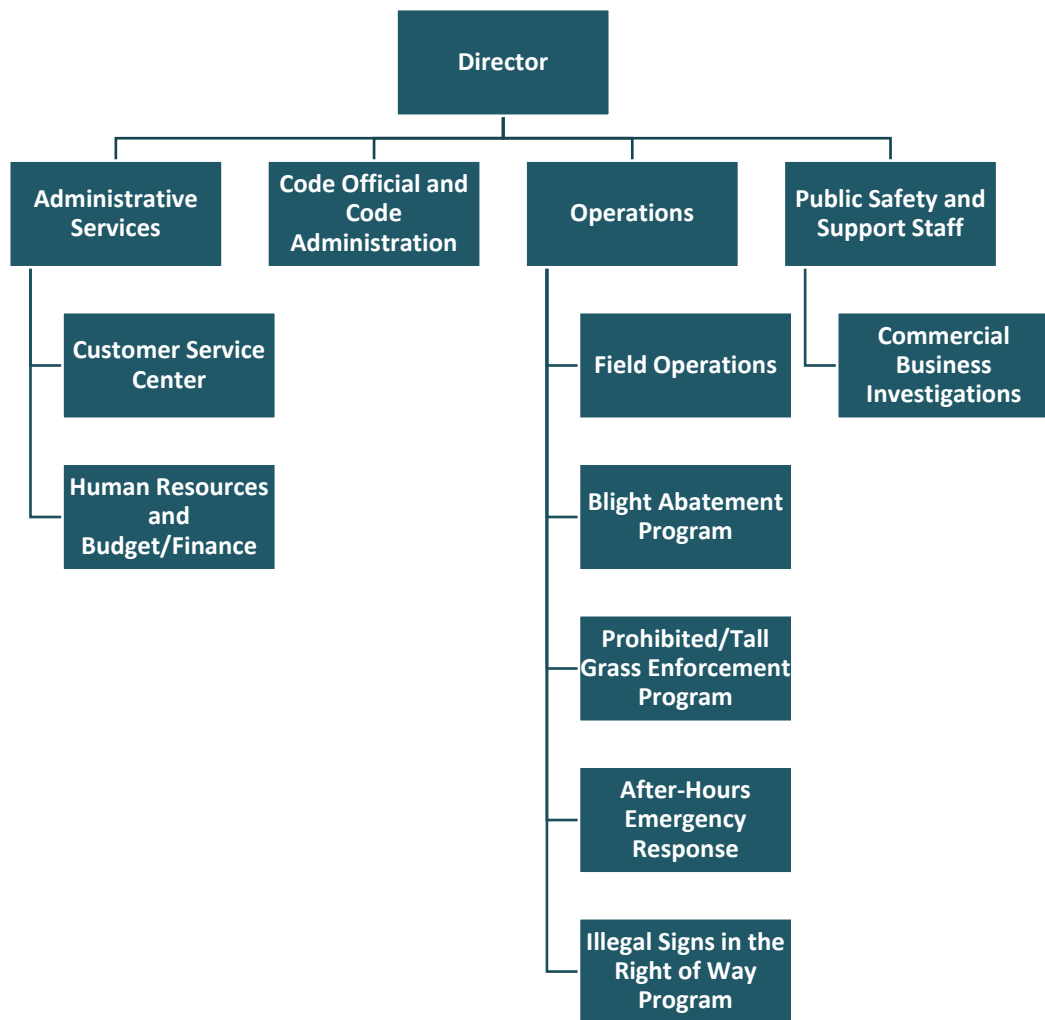 Director
Administrative
Services
Code Official and
Code
Administration
Operations
Public Safety and
Support Staff
Customer Service
Center
Human Resources
and
Budget/Finance
Field Operations
Blight Abatement
Program
Prohibited/Tall
Grass Enforcement
Program
After-Hours
Emergency
Response
Illegal Signs in the
Right of Way
Program
Commercial
Business
Investigations